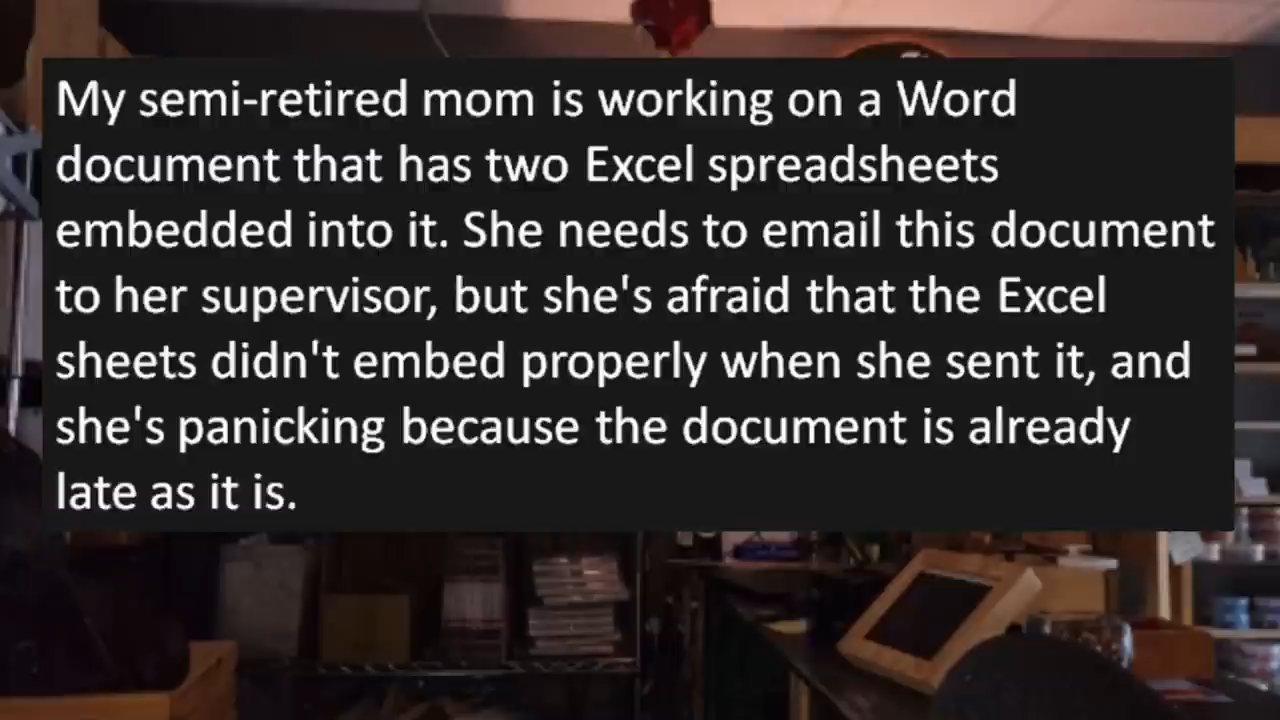 My semi-retired mom is working on a Word
document that has two Excel spreadsheets
embedded into it. She needs to email this document
to her supervisor, but she's afraid that the Excel
sheets didn't embed properly when she sent it, and
she's panicking because the document is already
late as it is.